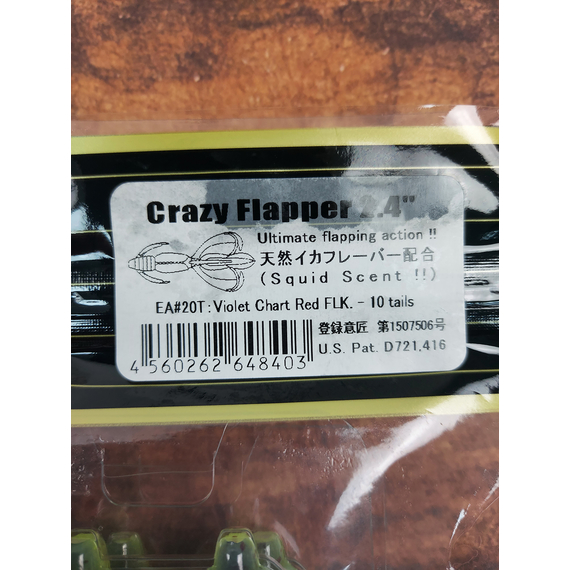 Crazy Flapper 2.4"
Ultimate flapping action !!
天然イカフレーバー配合
(Squid Scent !!)
EA#20T: Violet Chart Red FLK. - 10 tails
登録意匠 第1507506号
U.S. Pat. D721,416
4 560262 648403